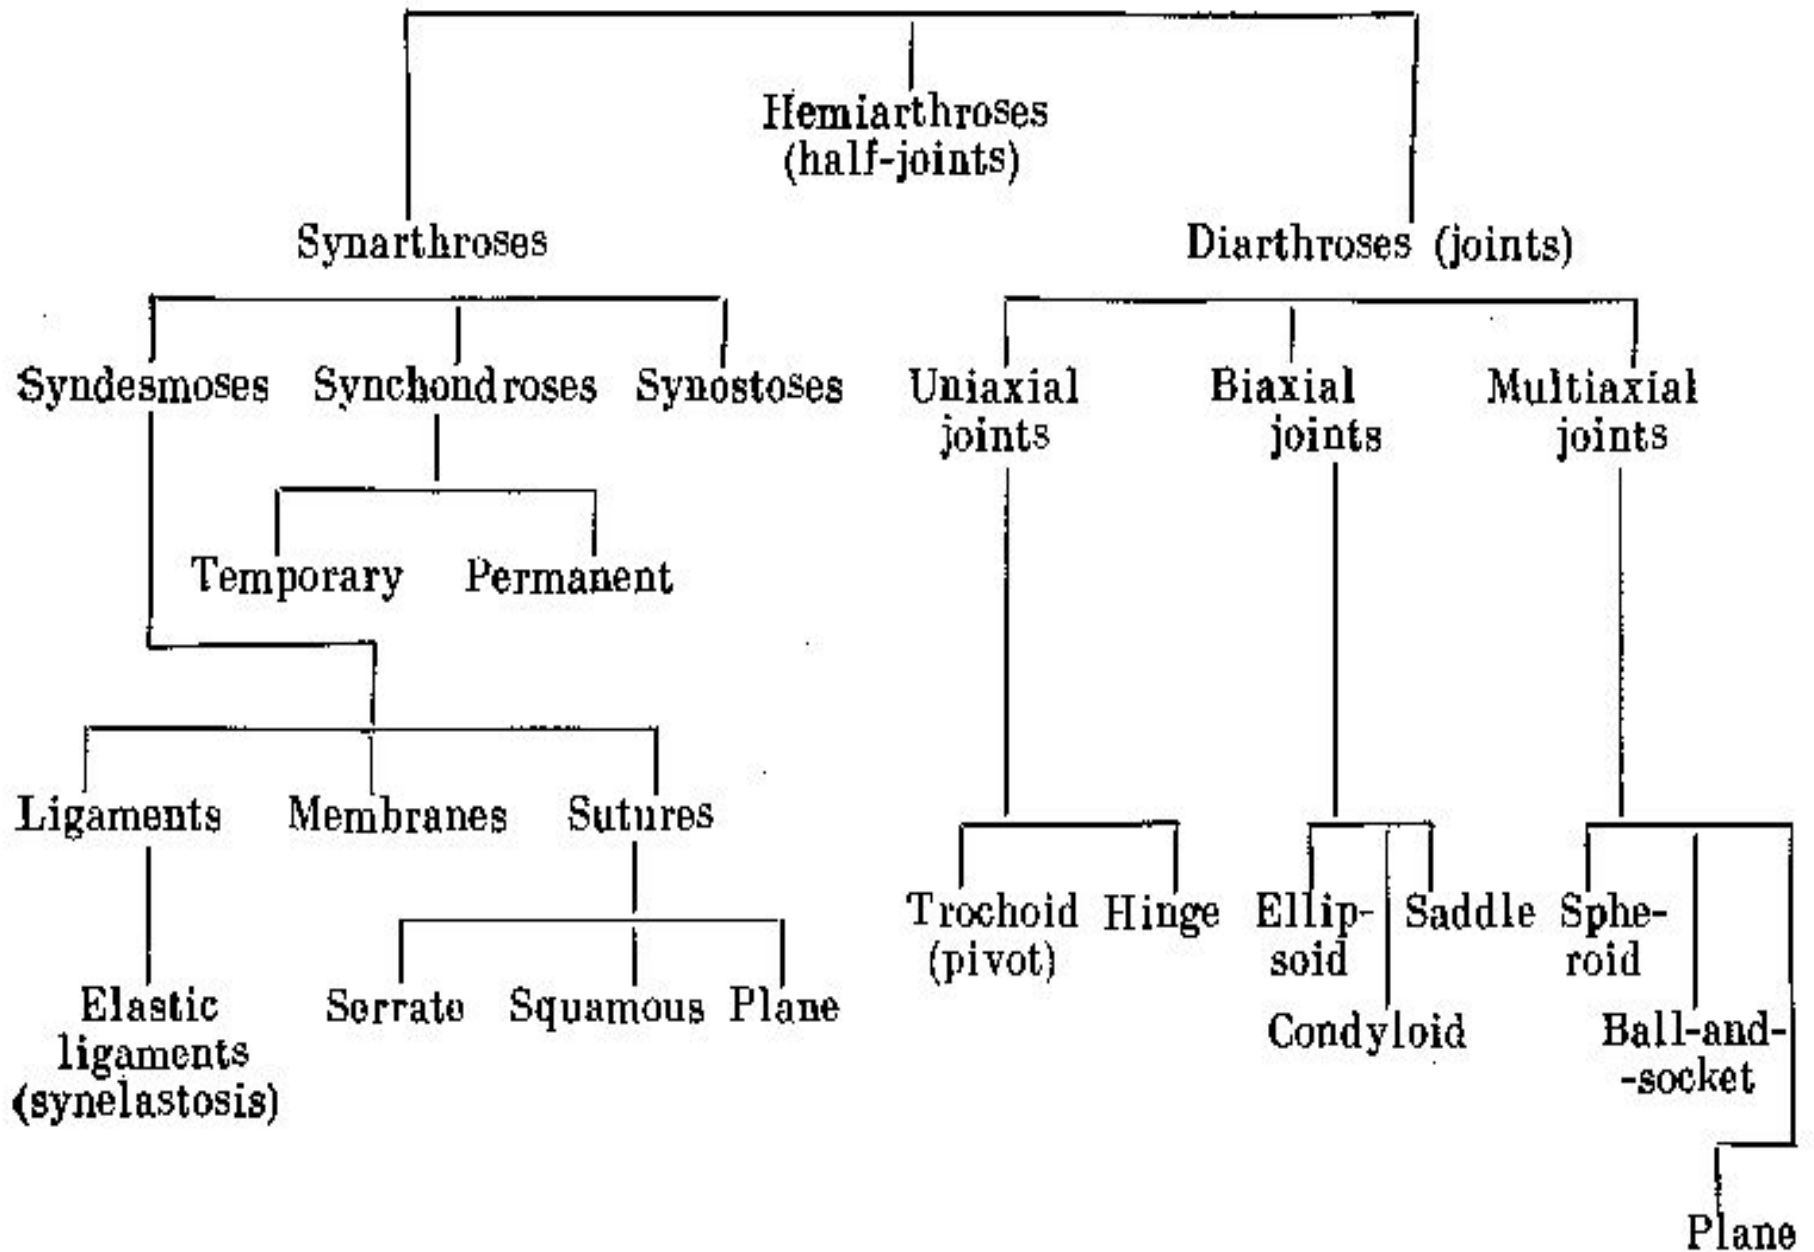 Hemiarthroses
(half-joints)
Synarthroses
Diarthroses (joints)
Syndesmoses
Synchondroses
Synostoses
Uniaxial
joints
Biaxial
joints
Multiaxial
joints
Temporary
Permanent
Ligaments
Membranes
Sutures
Trochoid
(pivot)
Hinge
Ellip-
soid
Saddle
Sphe-
roid
Condyloid
Ball-and-
-socket
Elastic
ligaments
(synelastosis)
Serrate
Squamous
Plane
Plane